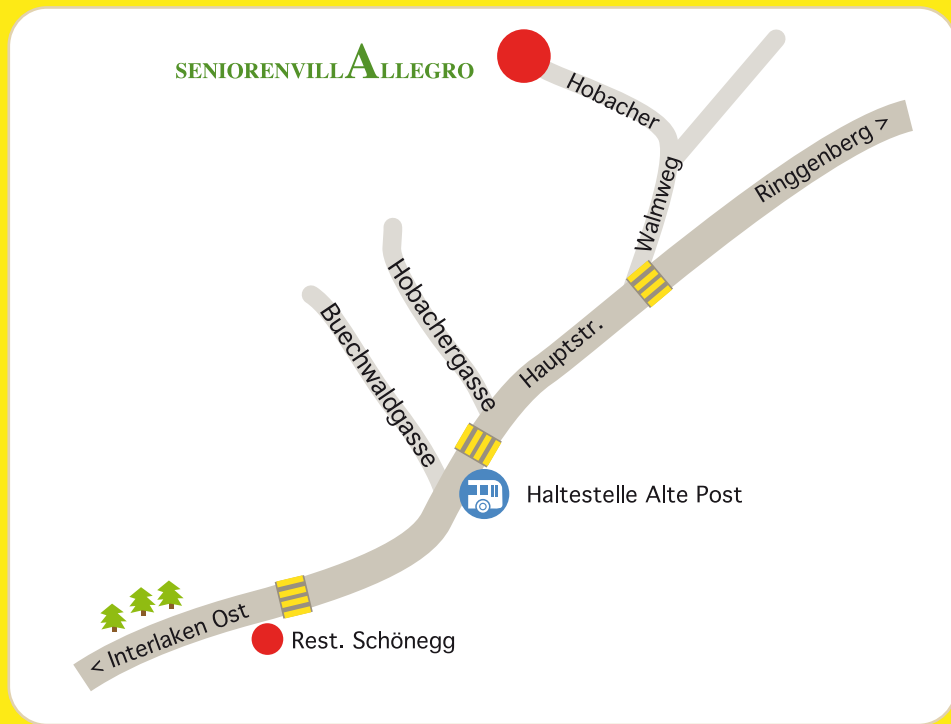 SENIORENVILLALLEGRO
Hobacher
Ringgenberg >
Walmweg
Hobachergasse
Buechwaldgasse
Hauptstr.
Haltestelle Alte Post
< Interlaken Ost
Rest. Schönegg